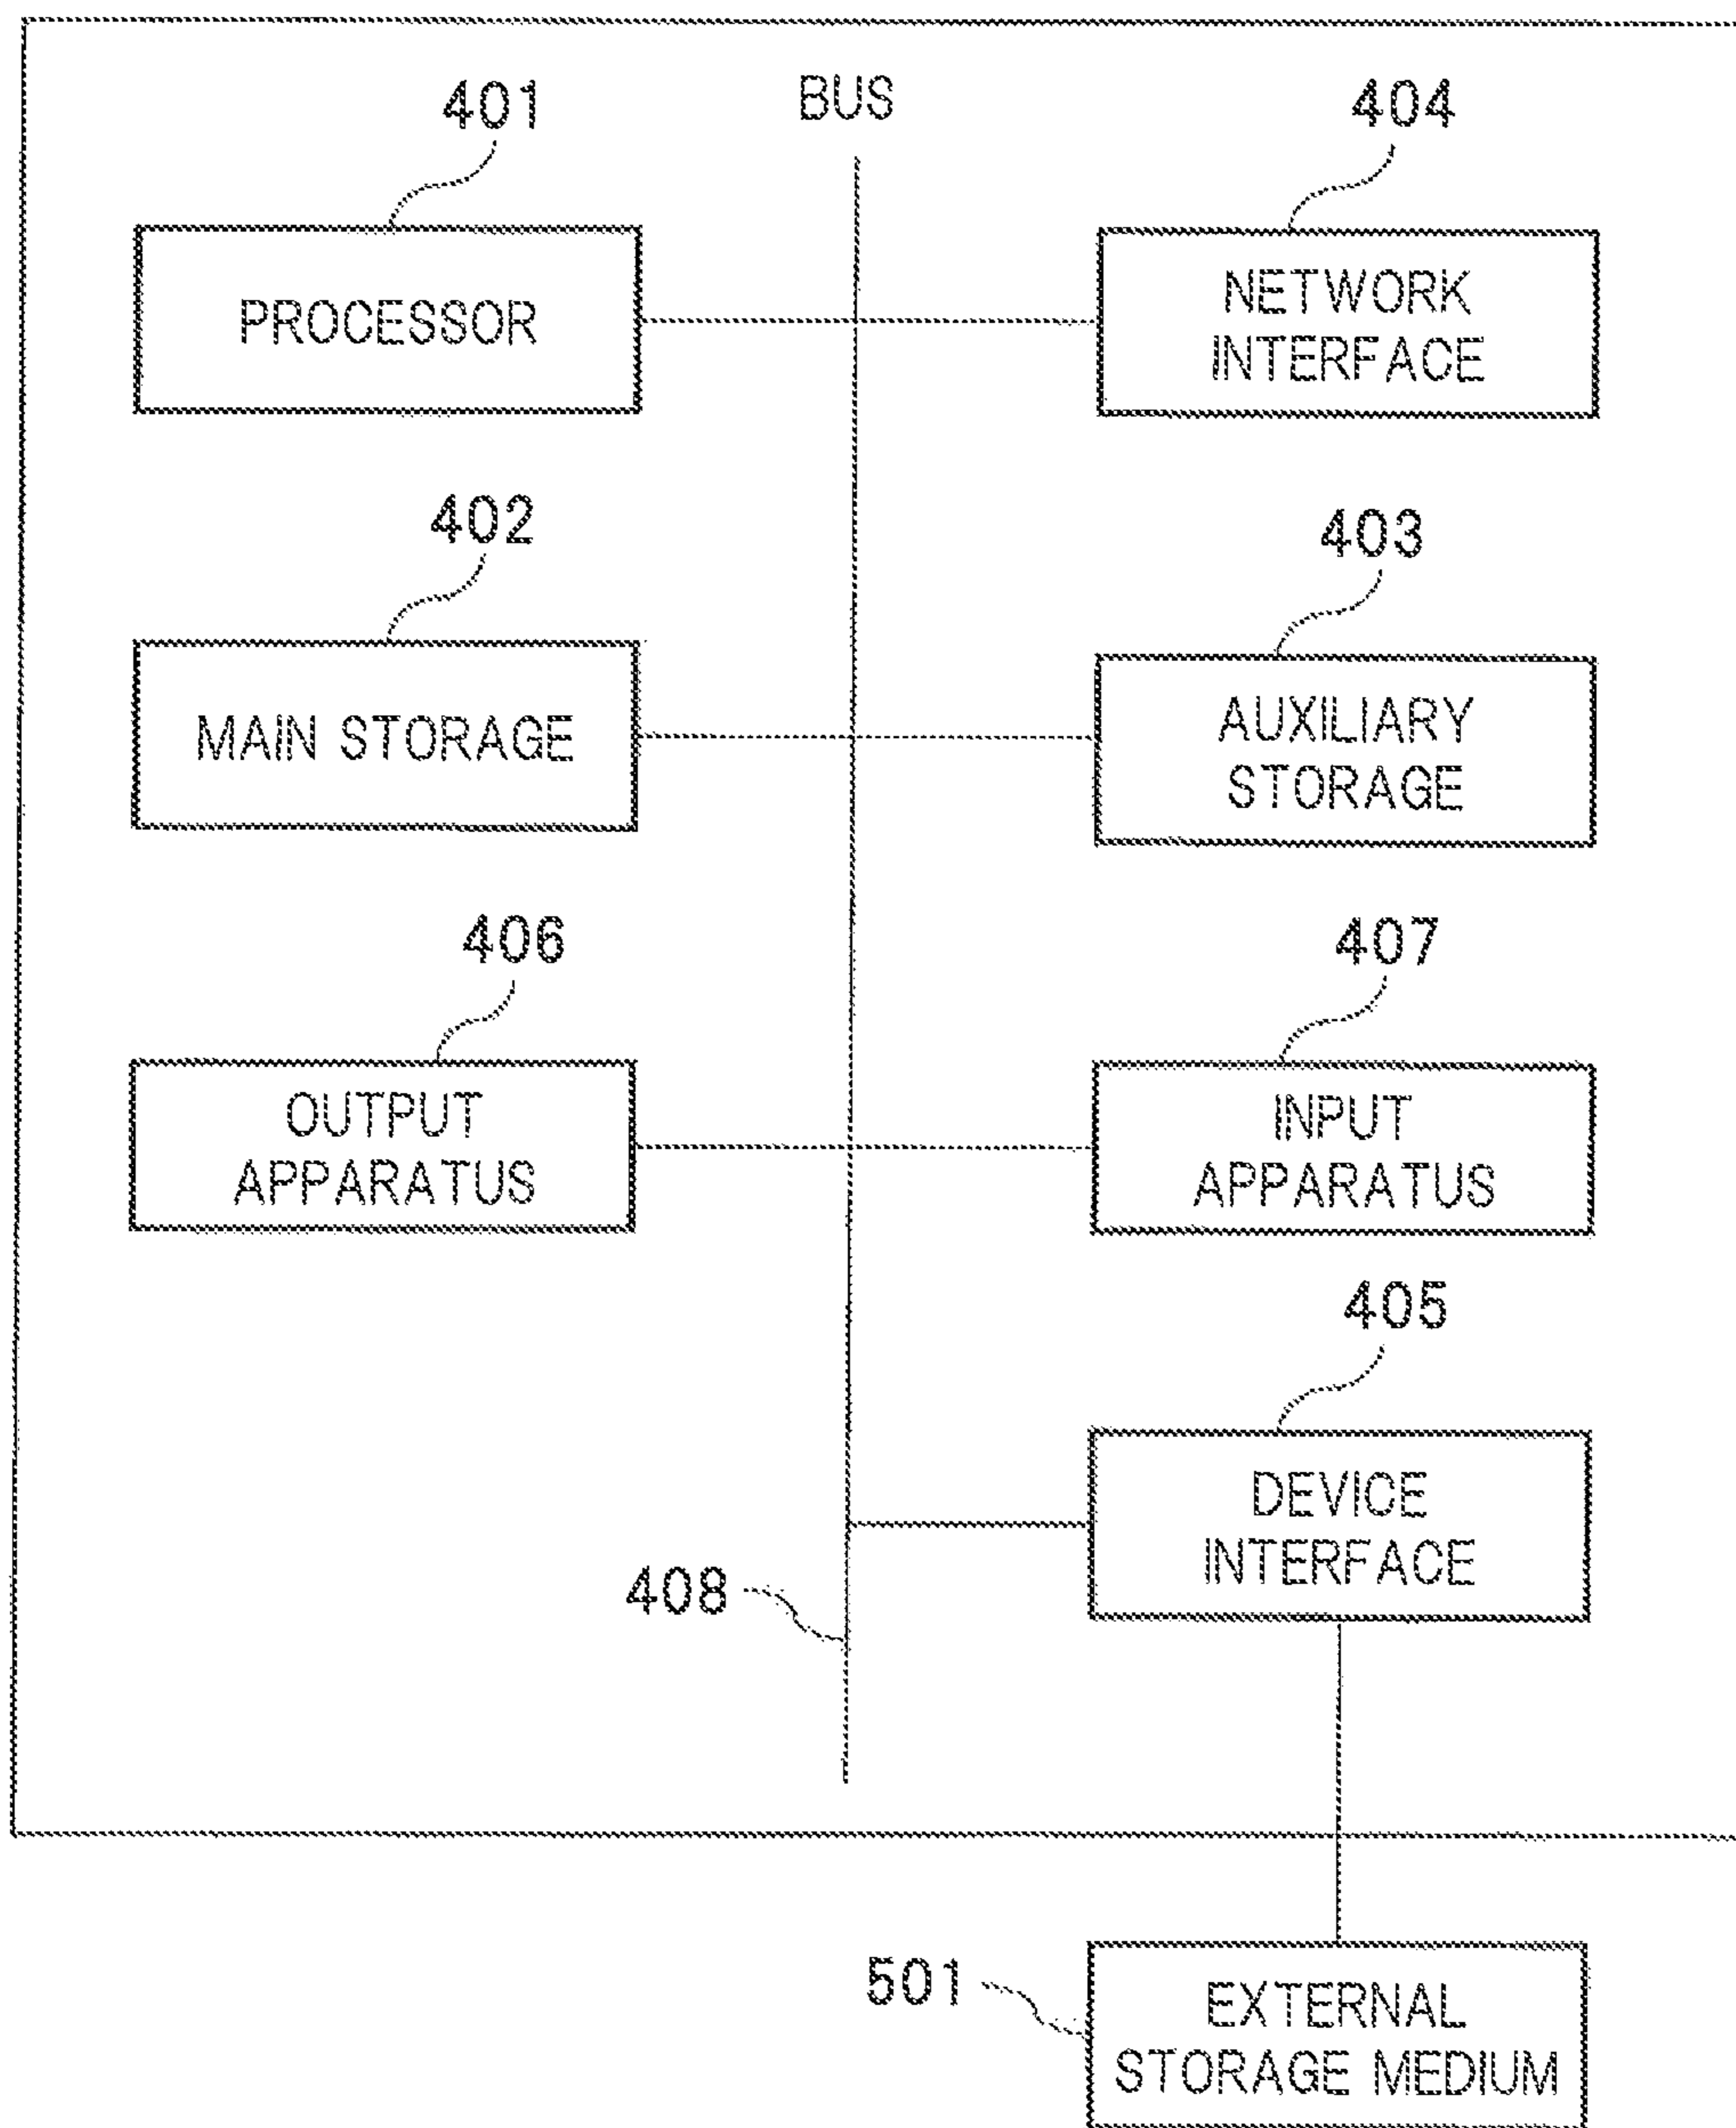 401
BUS
404
PROCESSOR
NETWORK
INTERFACE
402
403
MAIN STORAGE
AUXILIARY
STORAGE
406
407
OUTPUT
APPARATUS
INPUT
APPARATUS
405
DEVICE
INTERFACE
408
501
EXTERNAL
STORAGE MEDIUM